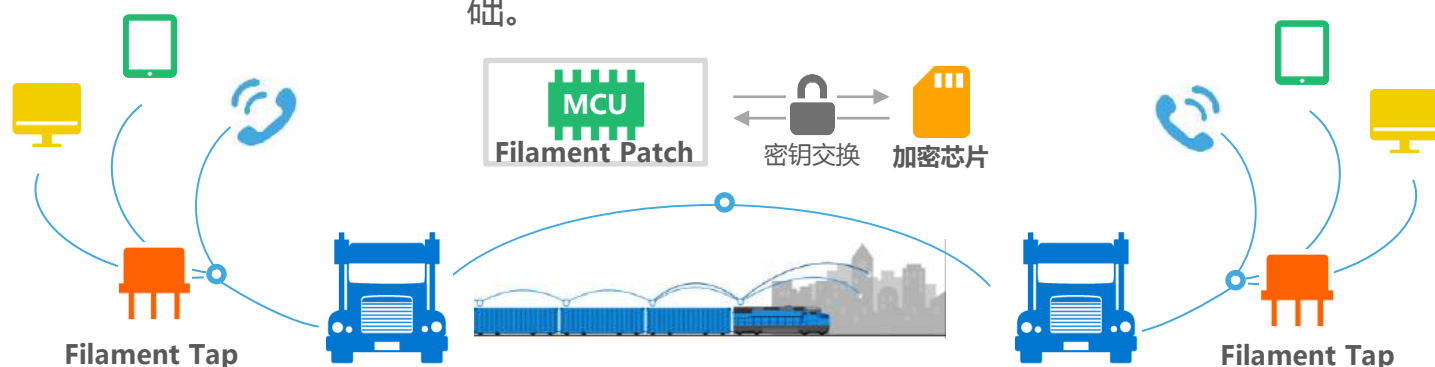 础。
MCU
Filament Patch
密钥交换
加密芯片
Filament Tap
Filament Tap